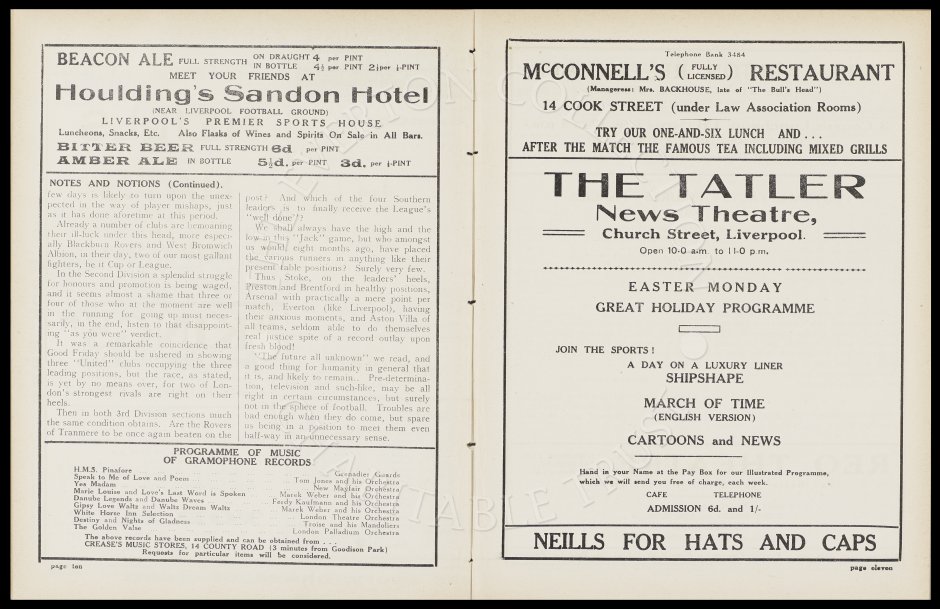 BEACON ALE FULL STRENGTH ON DRAUGHT 4 per PINT
IN BOTTLE 4½ per PINT 2½per ½-PINT
MEET YOUR FRIENDS AT
Houlding's Sandon Hotel
(NEAR LIVERPOOL FOOTBALL GROUND)
LIVERPOOL'S PREMIER SPORTS HOUSE
Luncheons, Snacks, Etc. Also Flasks of Wines and Spirits On Sale in All Bars.
BITTER BEER FULL STRENGTH 6d per PINT
AMBER ALE IN BOTTLE 5½d. per PINT 3d. per ½-PINT
NOTES AND NOTIONS (Continued).
few days is likely to turn upon the unex-
pected in the way of player mishaps, just
as it has done aforetime at this period.
Already a number of clubs are bemoaning
their ill-luck under this head, more especi-
ally Blackburn Rovers and West Bromwich
Albion, in their day, two of our most gallant
fighters, be it Cup or League.
In the Second Division a splendid struggle
for honours and promotion is being waged,
and it seems almost a shame that three or
four of those who at the moment are well
in the running for going up must neces-
sarily, in the end, listen to that disappoint-
ing "as you were" verdict.
It was a remarkable coincidence that
Good Friday should be ushered in showing
three "United" clubs occupying the three
leading positions, but the race, as stated,
is yet by no means over, for two of Lon-
don's strongest rivals are right on their
heels.
Then in both 3rd Division sections much
the same condition obtains. Are the Rovers
of Tranmere to be once again beaten on the
post? And which of the four Southern
leaders is to finally receive the League's
"well done"?
We shall always have the high and the
low in this "Jack" game, but who amongst
us would, eight months ago, have placed
the various runners in anything like their
present table positions? Surely very few.
Thus Stoke, on the leaders' heels,
Preston and Brentford in healthy positions,
Arsenal with practically a mere point per
match, Everton (like Liverpool), having
their anxious moments, and Aston Villa of
all teams, seldom able to do themselves
real justice spite of a record outlay upon
fresh blood!
"The future all unknown" we read, and
a good thing for humanity in general that
it is, and likely to remain. Pre-determina-
tion, television and such-like, may be all
right in certain circumstances, but surely
not in the sphere of football. Troubles are
bad enough when they do come, but spare
us being in a position to meet them even
half-way in an unnecessary sense.
PROGRAMME OF MUSIC
OF GRAMOPHONE RECORDS
H.M.S. Pinafore Grenadier Guards
Speak to Me of Love and Poem Tom Jones and his Orchestra
Yes Madam New Mayfair Orchestra
Marie Louise and Love's Last Word is Spoken Marek Weber and his Orchestra
Danube Legends and Danube Waves Ferdy Kaufmann and his Orchestra
Gipsy Love Waltz and Waltz Dream Waltz Marek Weber and his Orchestra
White Horse Inn Selection London Theatre Orchestra
Destiny and Nights of Gladness Troise and his Mandoliers
The Golden Valse London Palladium Orchestra
The above records have been supplied and can be obtained from . . .
CREASE'S MUSIC STORES, 14 COUNTY ROAD (3 minutes from Goodison Park)
Requests for particular items will be considered.
page ten
Telephone Bank 3484
McCONNELL'S (FULLY LICENSED) RESTAURANT
(Manageress: Mrs. BACKHOUSE, late of "The Bull's Head")
14 COOK STREET (under Law Association Rooms)
TRY OUR ONE-AND-SIX LUNCH AND . . .
AFTER THE MATCH THE FAMOUS TEA INCLUDING MIXED GRILLS
THE TATLER
News Theatre,
Church Street, Liverpool.
Open 10-0 a.m. to 11-0 p.m.
EASTER MONDAY
GREAT HOLIDAY PROGRAMME
JOIN THE SPORTS !
A DAY ON A LUXURY LINER
SHIPSHAPE
MARCH OF TIME
(ENGLISH VERSION)
CARTOONS and NEWS
Hand in your Name at the Pay Box for our Illustrated Programme,
which we will send you free of charge, each week.
CAFE TELEPHONE
ADMISSION 6d. and 1/-
NEILLS FOR HATS AND CAPS
page eleven